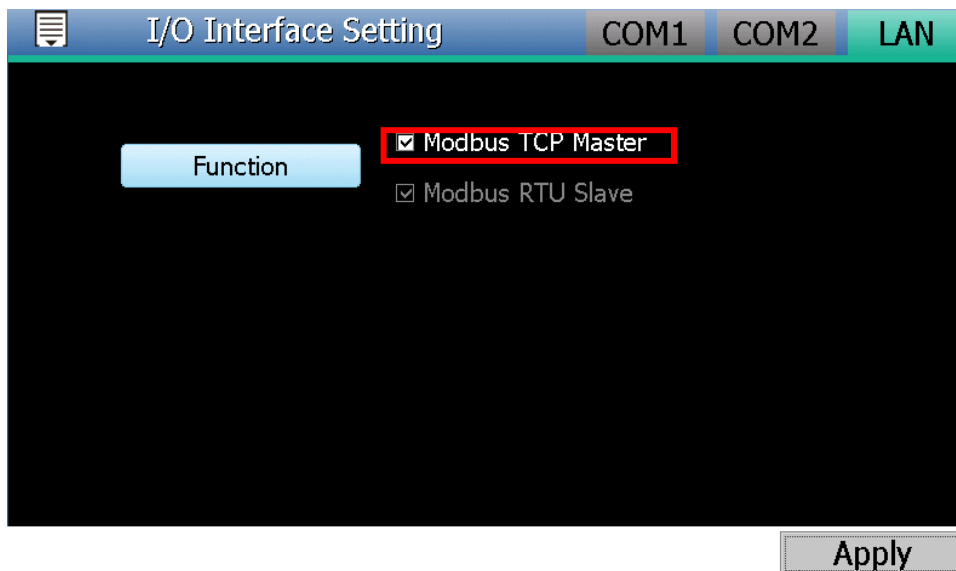 I/O Interface Setting COM1 COM2 LAN
Modbus TCP Master
Function
Modbus RTU Slave
Apply